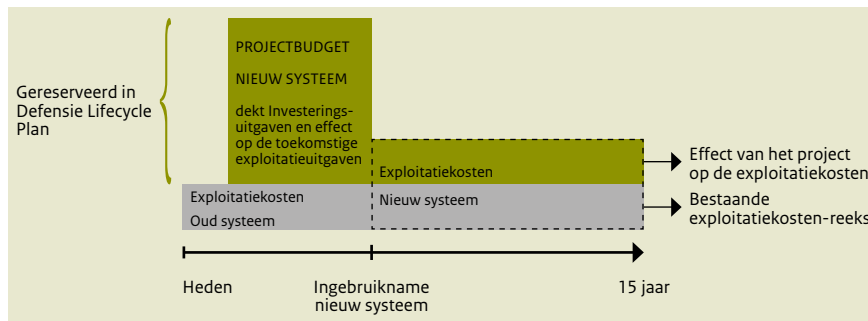 PROJECTBUDGET
NIEUW SYSTEEM
dekt Investerings-
uitgaven en effect
op de toekomstige
exploitatieuitgaven
Gereserveerd in
Defensie Lifecycle
Plan
Exploitatiekosten
Effect van het project
op de exploitatiekosten
Exploitatiekosten
Oud systeem
Nieuw systeem
Bestaande
exploitatiekosten-reeks
Heden
Ingebruikname
nieuw systeem
15 jaar